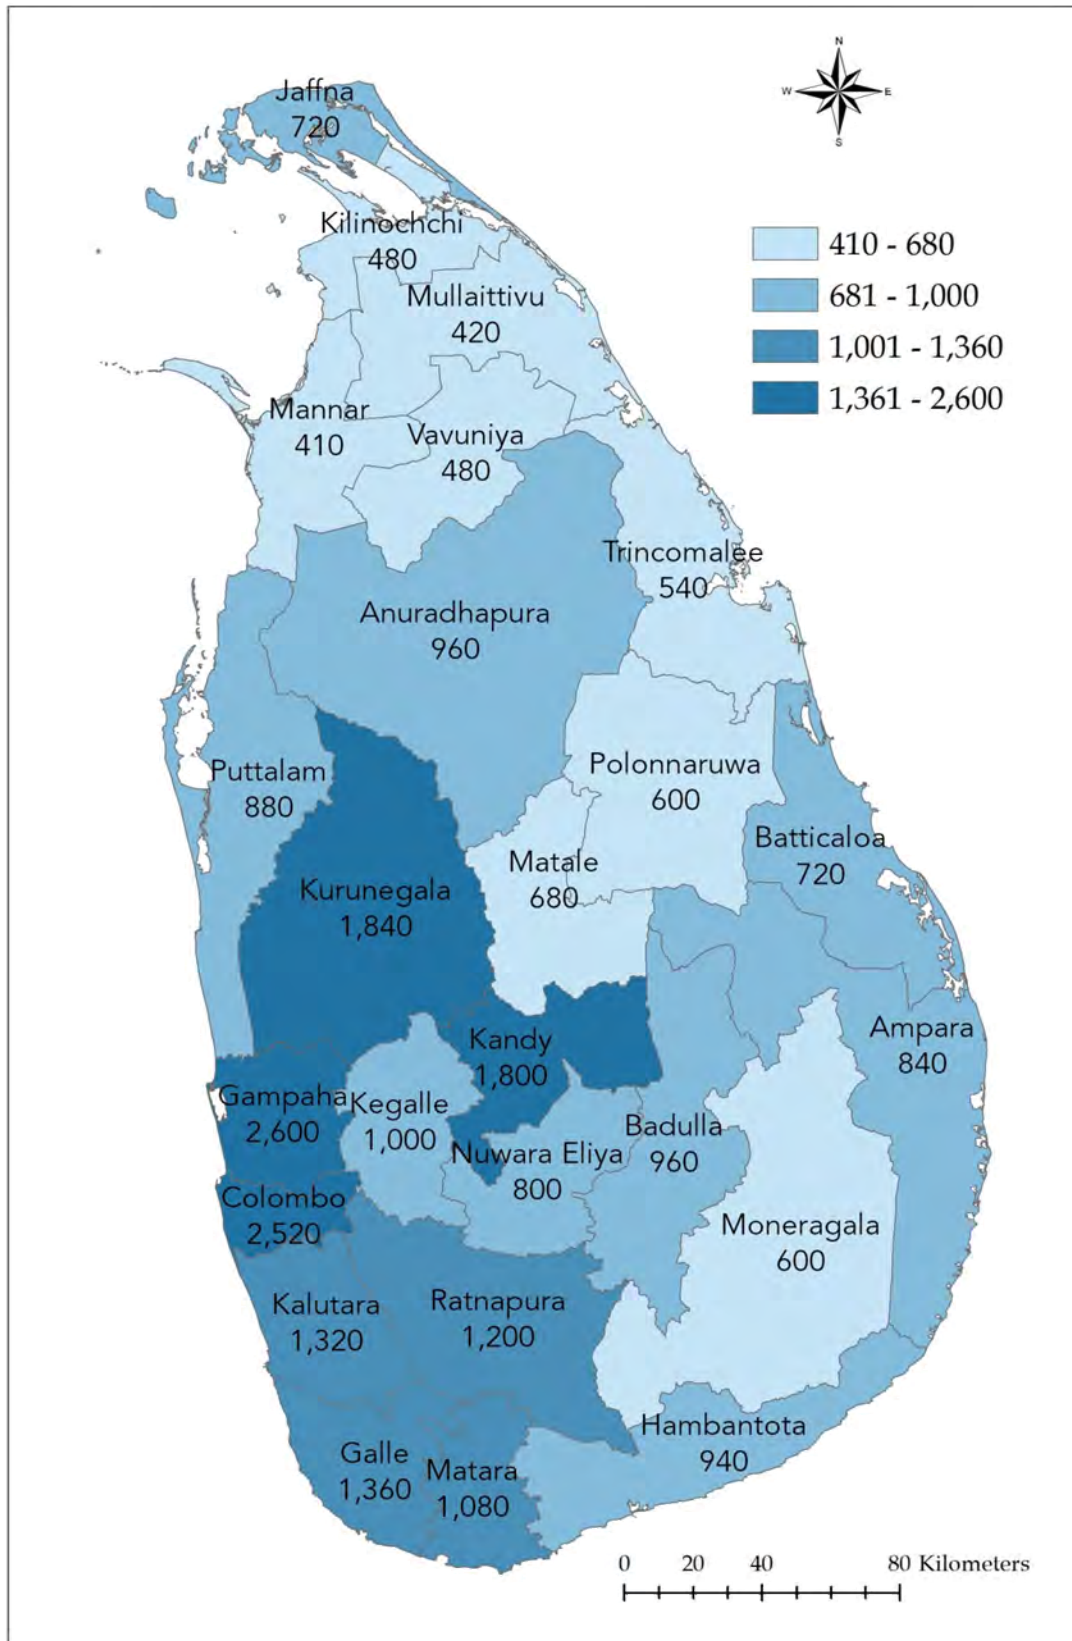 N
W E
S
Jaffna
720
Kilinochchi
480
410 - 680
681 - 1,000
1,001 - 1,360
1,361 - 2,600
Mullaittivu
420
Mannar
410
Vavuniya
480
Trincomalee
540
Anuradhapura
960
Puttalam
880
Polonnaruwa
600
Batticaloa
720
Matale
680
Kurunegala
1,840
Ampara
840
Kandy
1,800
Gampaha
2,600
Kegalle
1,000
Badulla
960
Nuwara Eliya
800
Colombo
2,520
Moneragala
600
Kalutara
1,320
Ratnapura
1,200
Hambantota
940
Galle
1,360
Matara
1,080
0 20 40 80 Kilometers